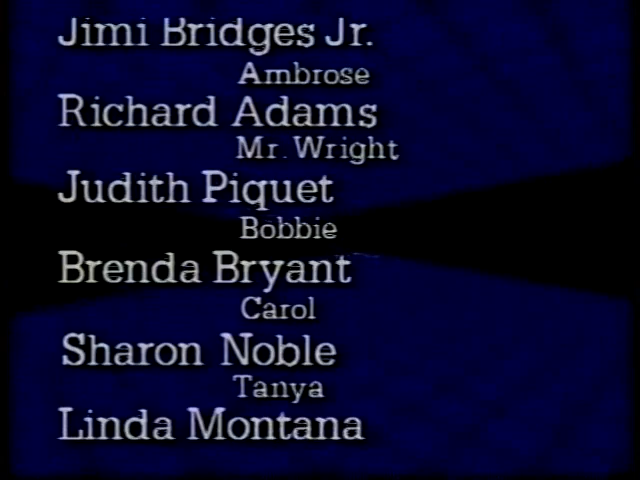 Jimi Bridges Jr.
Ambrose
Richard Adams
Mr. Wright
Judith Piquet
Bobbie
Brenda Bryant
Carol
Sharon Noble
Tanya
Linda Montana